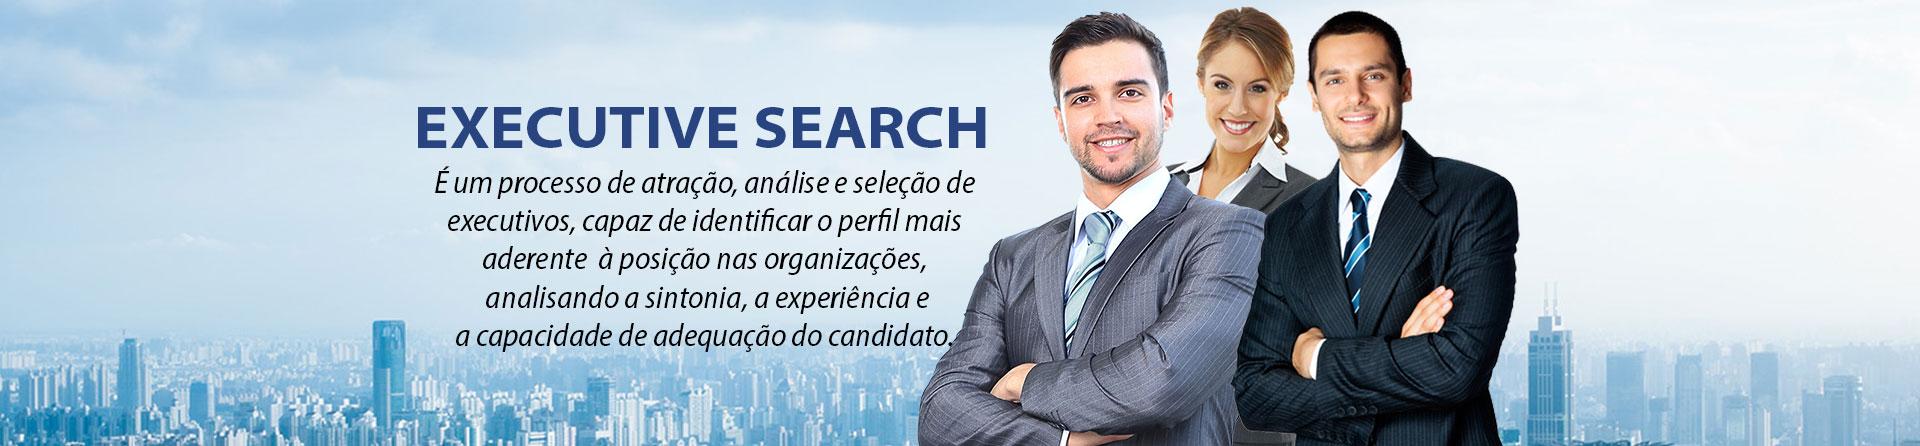 EXECUTIVE SEARCH
É um processo de atração, análise e seleção de
executivos, capaz de identificar o perfil mais
aderente à posição nas organizações,
analisando a sintonia, a experiência e
a capacidade de adequação do candidato.